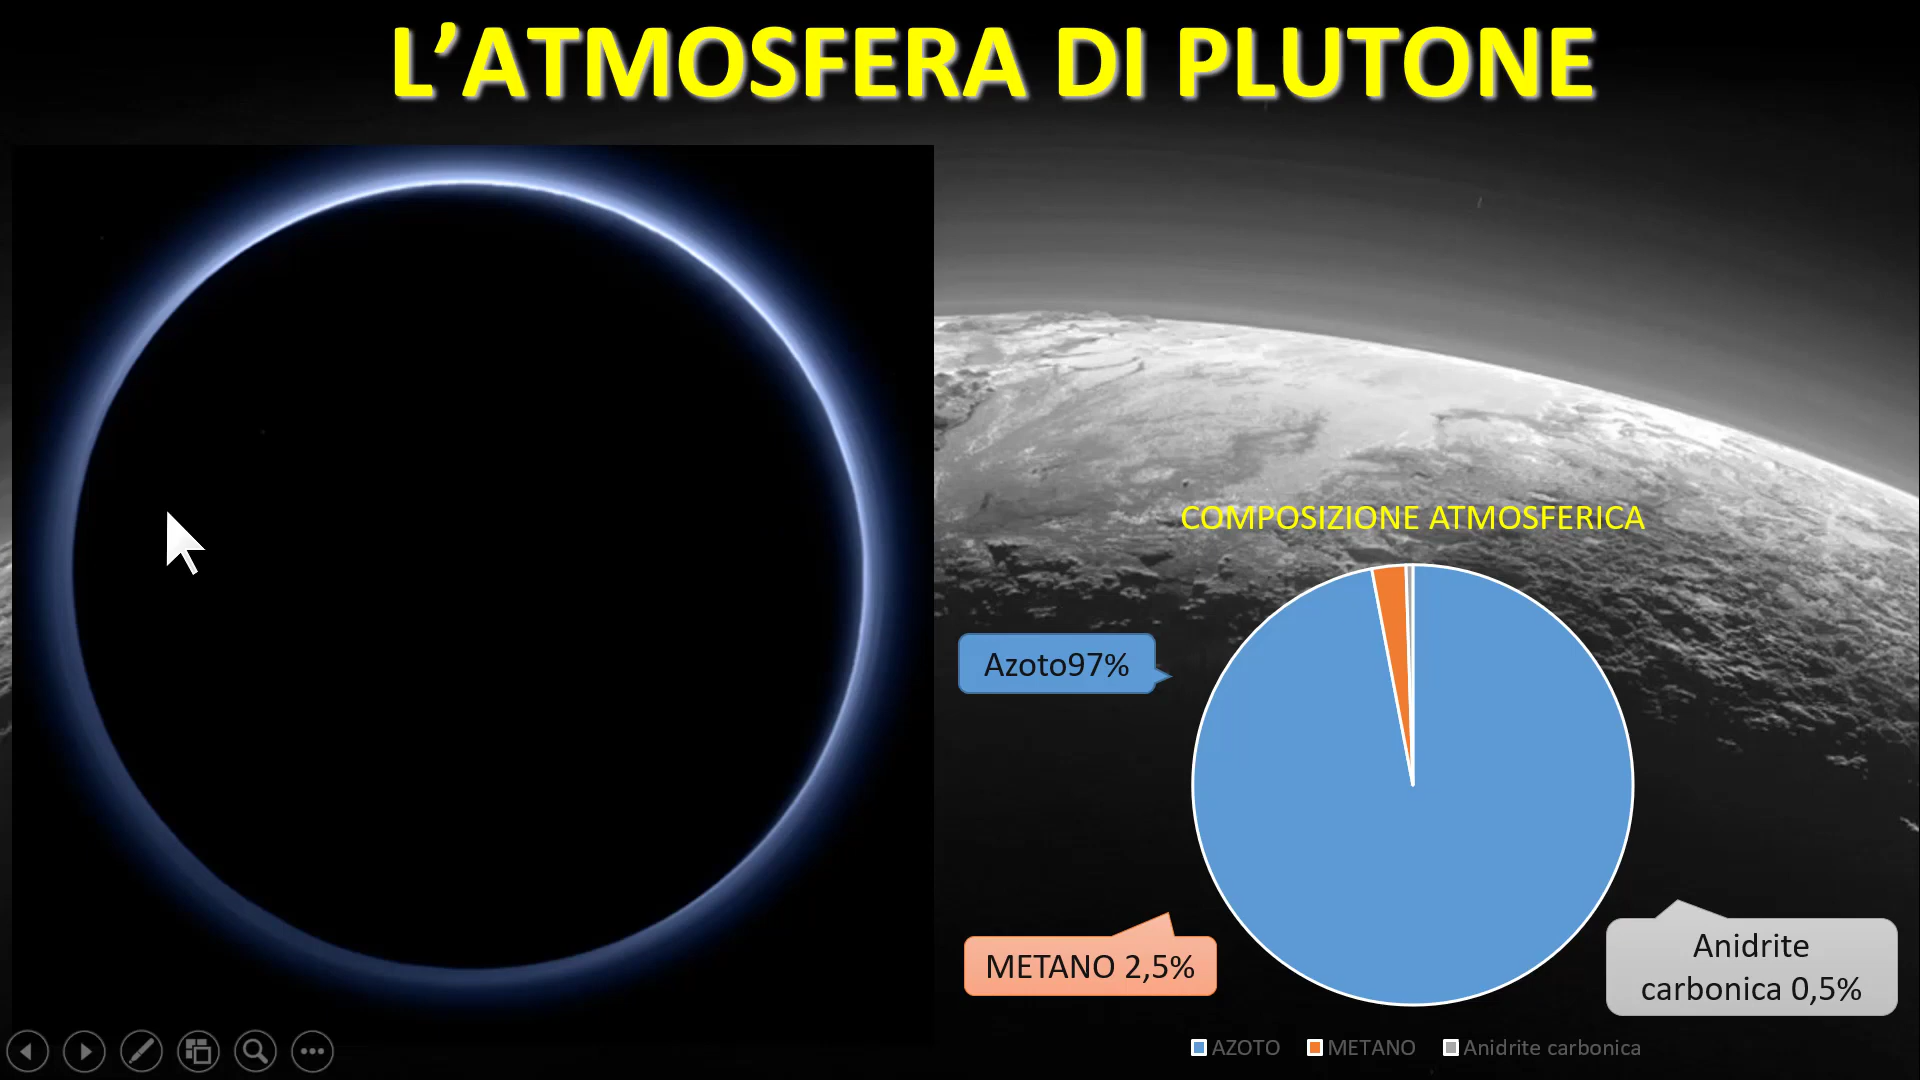 L’ATMOSFERA DI PLUTONE
COMPOSIZIONE ATMOSFERICA
Azoto97%
METANO 2,5%
Anidrite
carbonica 0,5%
AZOTO METANO Anidrite carbonica